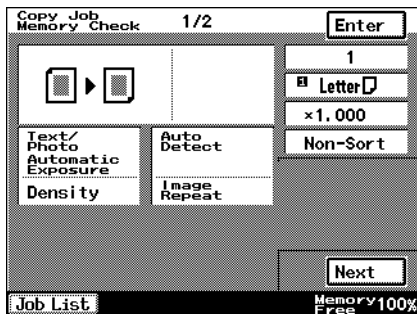 Copy Job
Memory Check
1/2
Enter
1
1 Letter
×1.000
Non-Sort
Text/
Photo
Automatic
Exposure
Density
Auto
Detect
Image
Repeat
Next
Job List
Memory
Free
100%